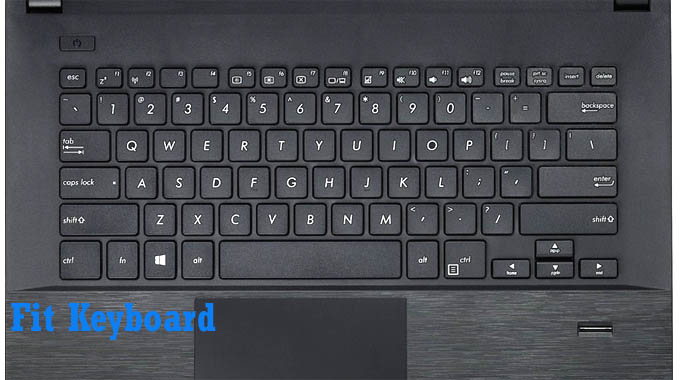 esc zz f1 f2 f3 f4 f5 f6 f7 f8 f9 f10 f11 f12 pause break prt sc sysrq insert delete
~ ` ! 1 @ 2 # 3 $ 4 % 5 ^ 6 & 7 * 8 ( 9 ) 0 _ - + = backspace
tab Q W E R T Y U I O P { [ } ] | \
caps lock A S D F G H J K L : ; " ' enter
shift Z X C V B N M < , > . ? / shift
ctrl fn alt alt ctrl pgup
home pgdn end
Fit Keyboard